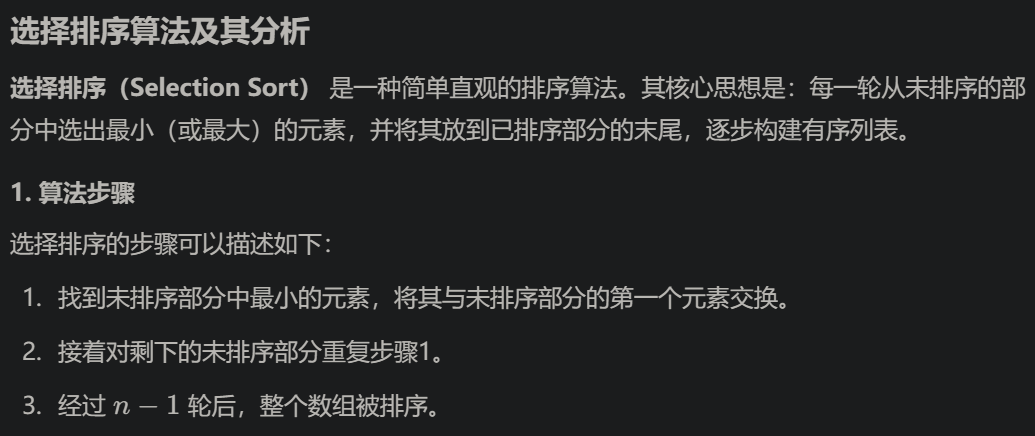 选择排序算法及其分析
选择排序（Selection Sort） 是一种简单直观的排序算法。其核心思想是：每一轮从未排序的部
分中选出最小（或最大）的元素，并将其放到已排序部分的末尾，逐步构建有序列表。
1. 算法步骤
选择排序的步骤可以描述如下：
1. 找到未排序部分中最小的元素，将其与未排序部分的第一个元素交换。
2. 接着对剩下的未排序部分重复步骤1。
3. 经过 n − 1 轮后，整个数组被排序。